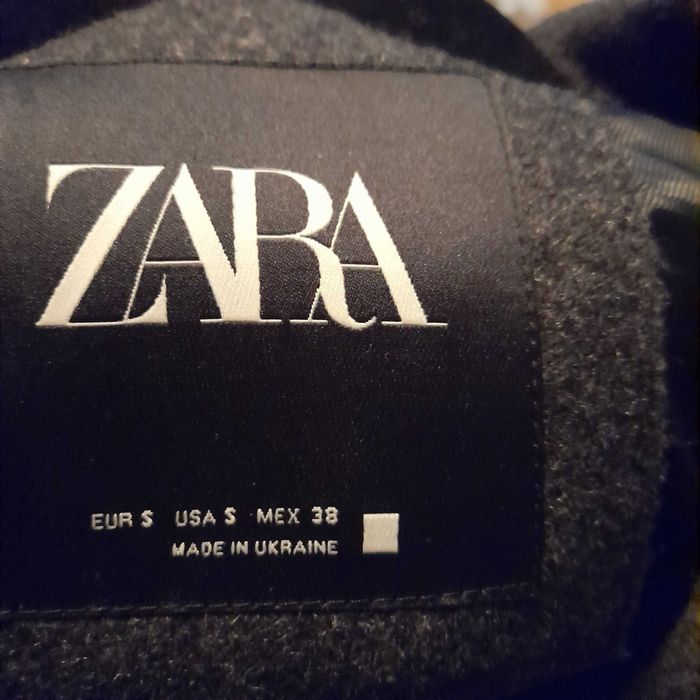 ZARA
EUR S USA S MEX 38
MADE IN UKRAINE